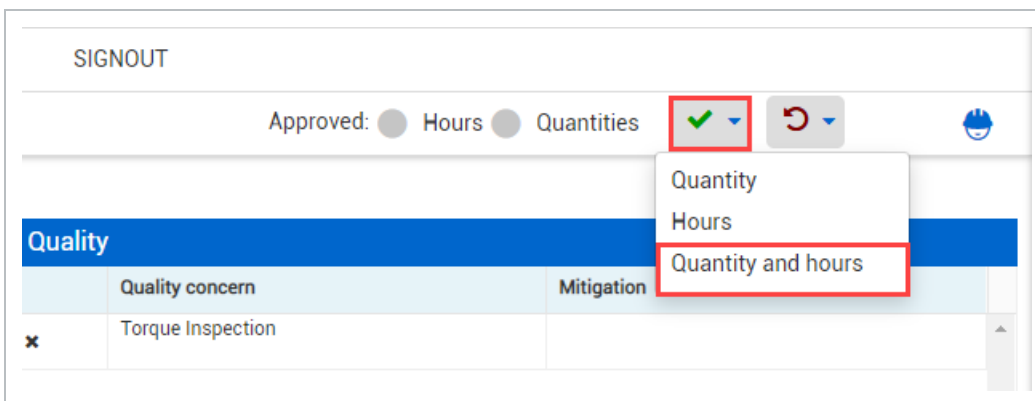 SIGNOUT
Approved: Hours Quantities
Quantity
Hours
Quantity and hours
Quality
Quality concern Mitigation
Torque Inspection